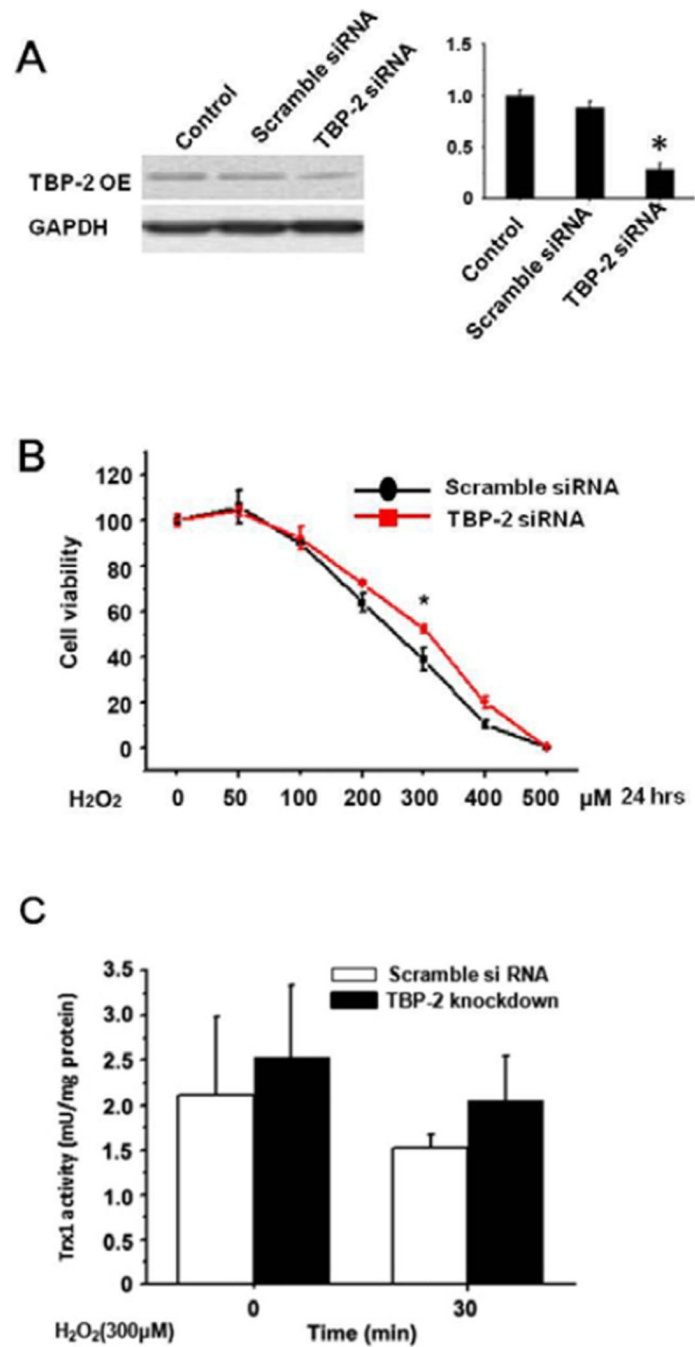 A
Control
Scramble siRNA
TBP-2 siRNA
TBP-2 OE
GAPDH
1.5
1.0
0.5
0
*
Control
Scramble siRNA
TBP-2 siRNA
B
Cell viability
120
100
80
60
40
20
0
Scramble siRNA
TBP-2 siRNA
*
H₂O₂ 0 50 100 200 300 400 500 µM 24 hrs
C
Trx1 activity (mU/mg protein)
3.5
3.0
2.5
2.0
1.5
1.0
0.5
0
Scramble si RNA
TBP-2 knockdown
0 30
H₂O₂(300µM) Time (min)